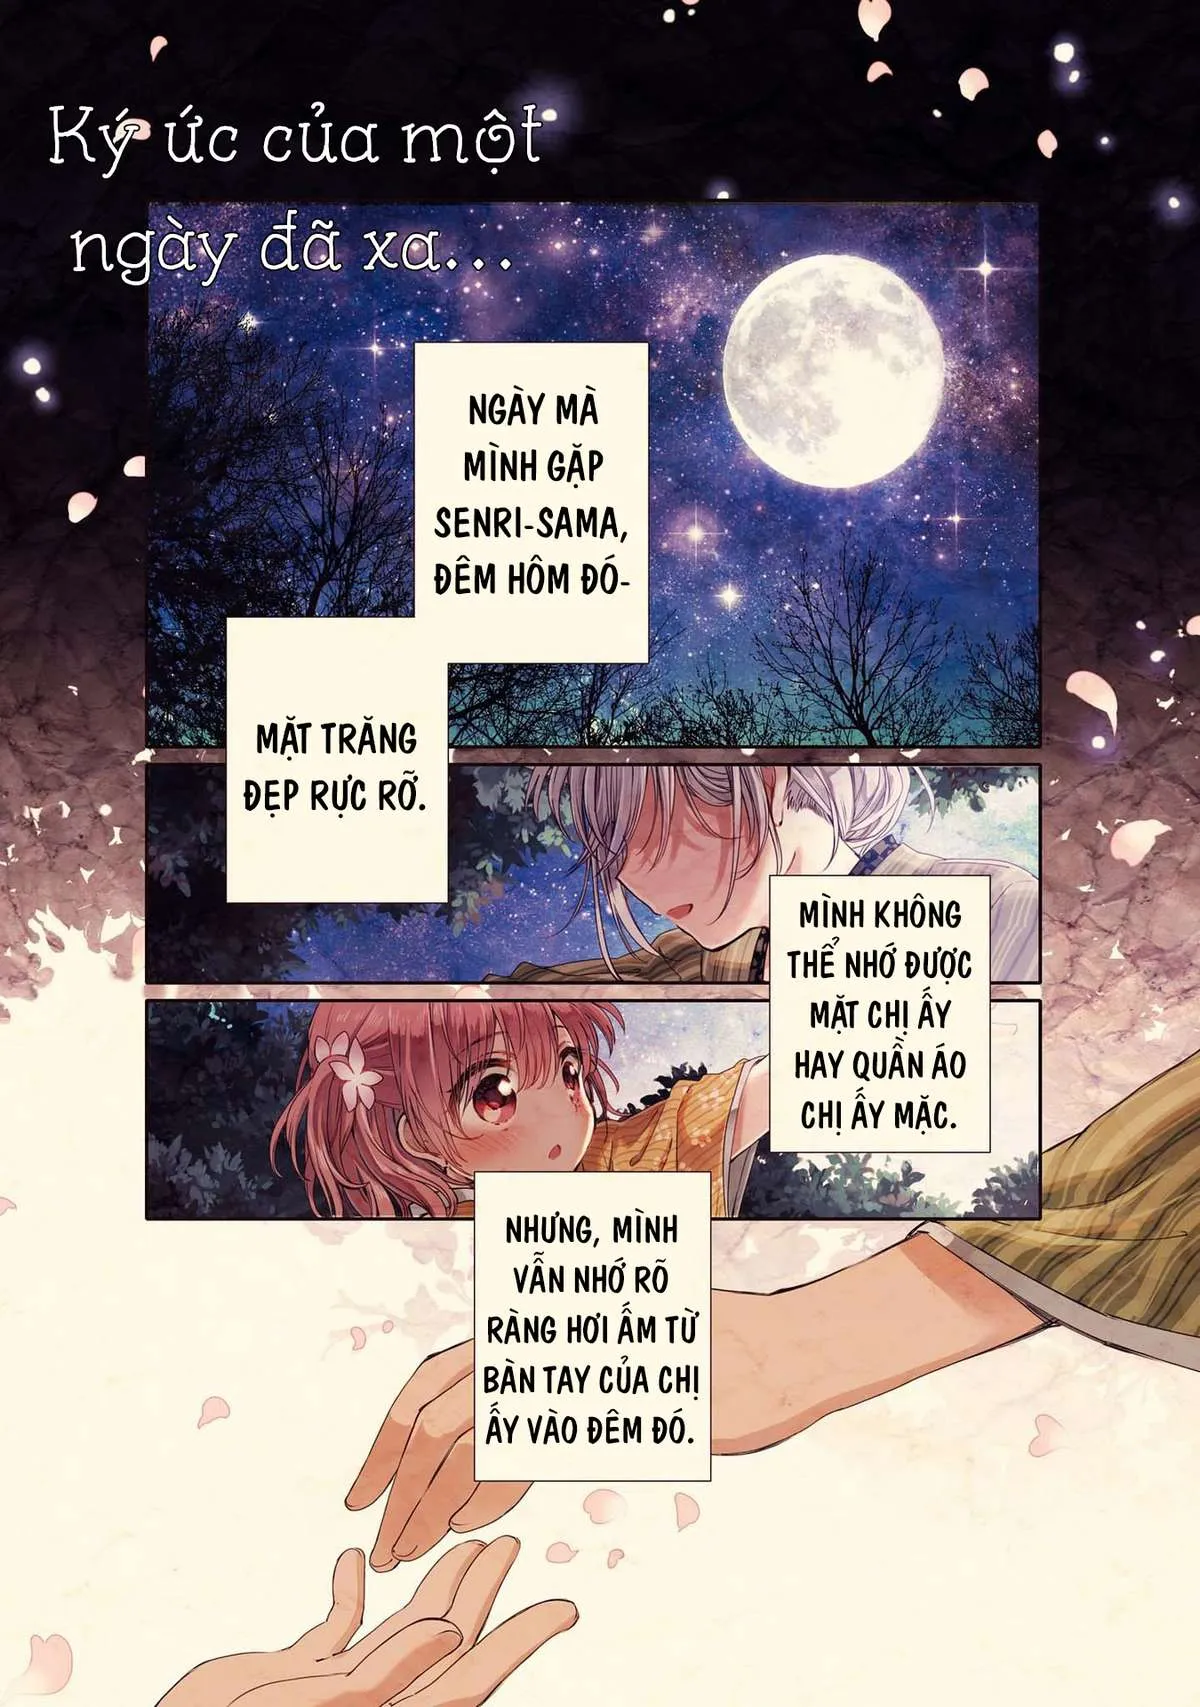 Ký ức của một
ngày đã xa...
NGÀY MÀ
MÌNH GẶP
SENRI-SAMA,
ĐÊM HÔM ĐÓ-
MẶT TRĂNG
ĐẸP RỰC RỠ.
MÌNH KHÔNG
THỂ NHỚ ĐƯỢC
MẶT CHỊ ẤY
HAY QUẦN ÁO
CHỊ ẤY MẶC.
NHƯNG, MÌNH
VẪN NHỚ RÕ
RÀNG HƠI ẤM TỪ
BÀN TAY CỦA CHỊ
ẤY VÀO ĐÊM ĐÓ.